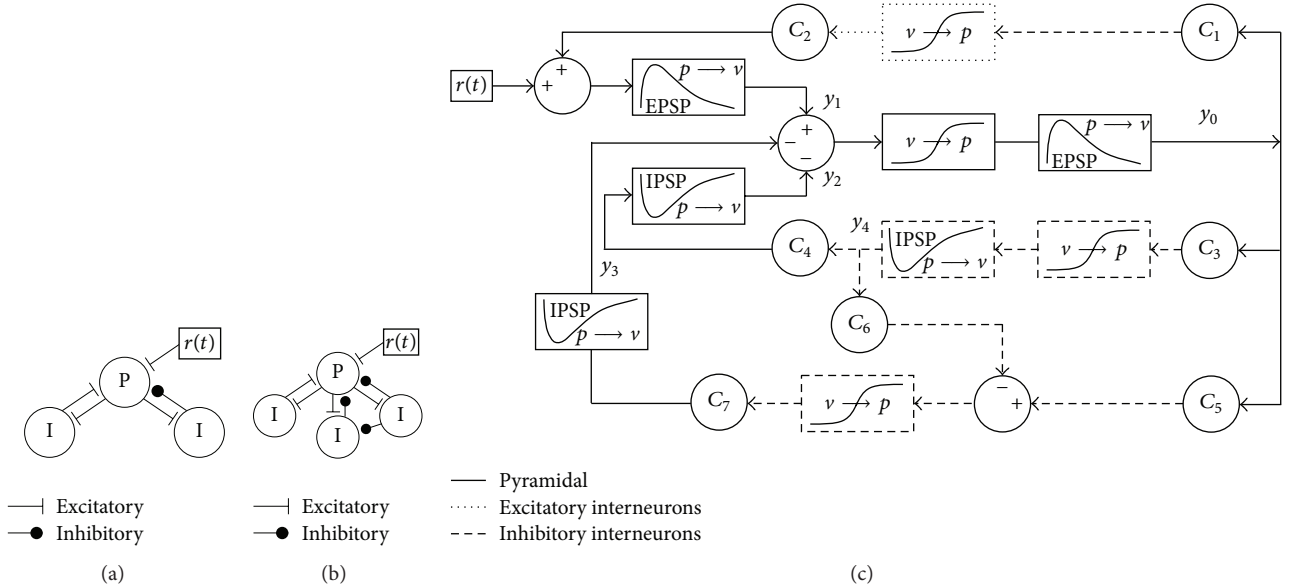 r(t)
P
I
I
Excitatory
Inhibitory
(a)
r(t)
P
I
I
I
Excitatory
Inhibitory
(b)
C2
v → p
C1
r(t)
+
+
p → v
EPSP
y1
+
−
−
y2
v → p
p → v
EPSP
y0
IPSP
p → v
C4
y4
IPSP
p → v
v → p
C3
y3
IPSP
p → v
C6
C7
v → p
−
+
C5
Pyramidal
Excitatory interneurons
Inhibitory interneurons
(c)